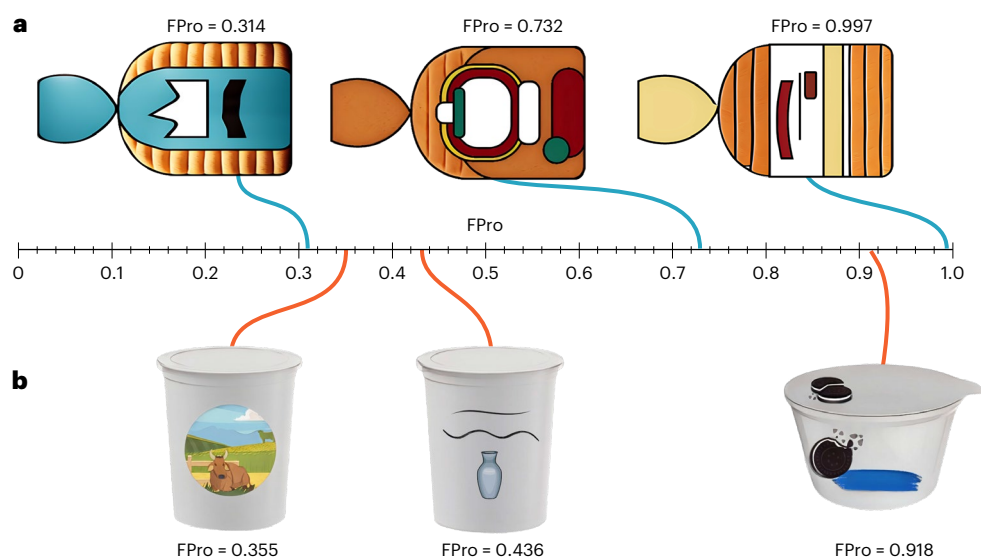 a
FPro = 0.314
FPro = 0.732
FPro = 0.997
FPro
0 0.1 0.2 0.3 0.4 0.5 0.6 0.7 0.8 0.9 1.0
b
FPro = 0.355
FPro = 0.436
FPro = 0.918